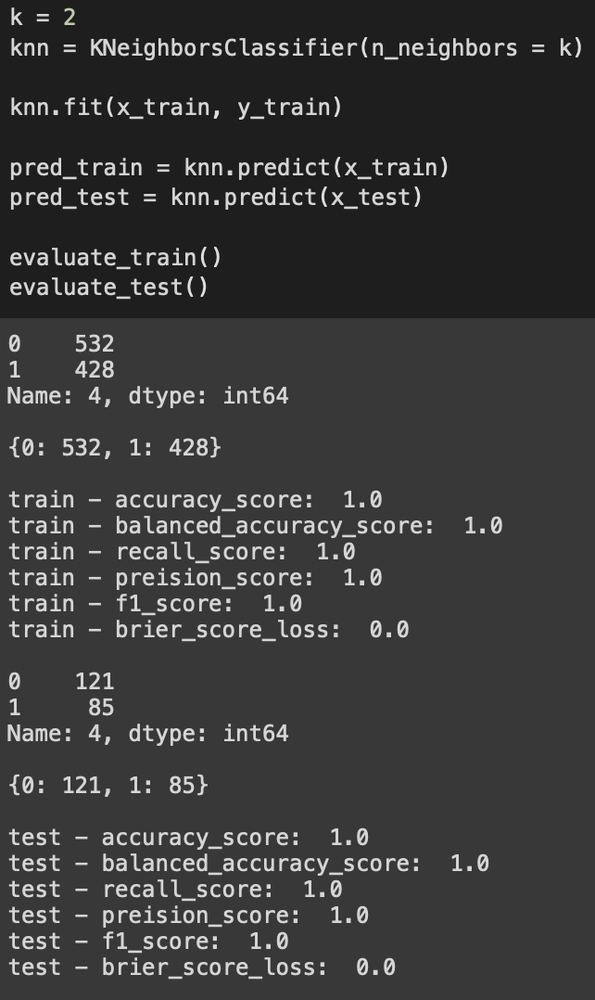 k = 2
knn = KNeighborsClassifier(n_neighbors = k)
knn.fit(x_train, y_train)
pred_train = knn.predict(x_train)
pred_test = knn.predict(x_test)
evaluate_train()
evaluate_test()
0    532
1    428
Name: 4, dtype: int64
{0: 532, 1: 428}
train - accuracy_score:  1.0
train - balanced_accuracy_score:  1.0
train - recall_score:  1.0
train - preision_score:  1.0
train - f1_score:  1.0
train - brier_score_loss:  0.0
0    121
1     85
Name: 4, dtype: int64
{0: 121, 1: 85}
test - accuracy_score:  1.0
test - balanced_accuracy_score:  1.0
test - recall_score:  1.0
test - preision_score:  1.0
test - f1_score:  1.0
test - brier_score_loss:  0.0